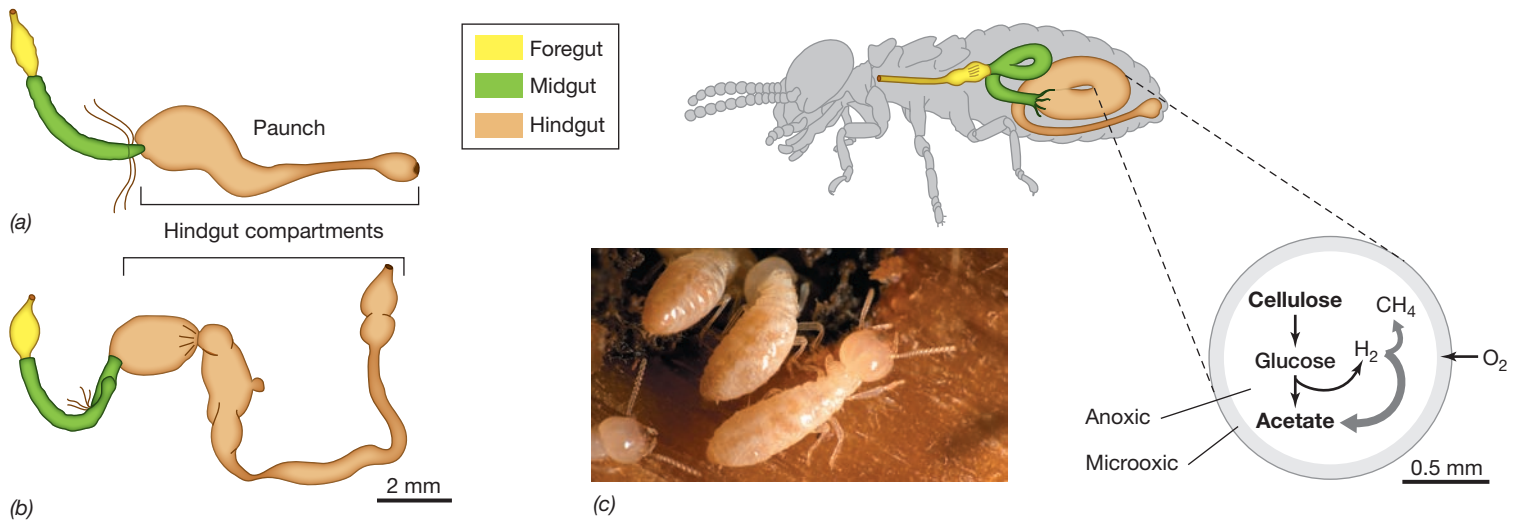 (a)
Paunch
Hindgut compartments
Foregut
Midgut
Hindgut
(b)
2 mm
(c)
Cellulose
CH4
Glucose
H2
O2
Anoxic
Acetate
Microoxic
0.5 mm